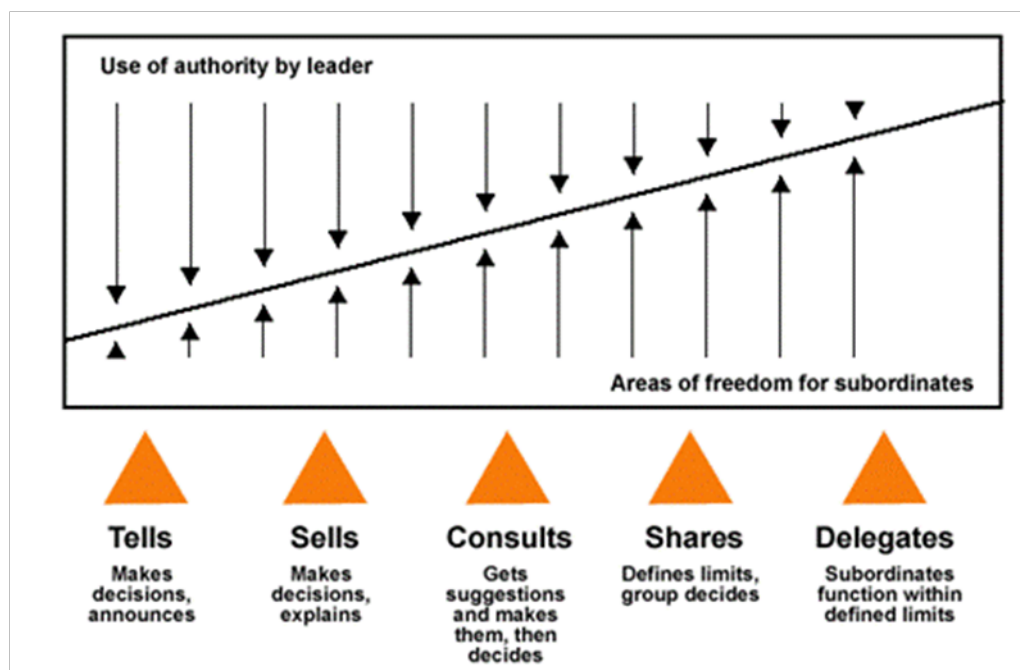 Use of authority by leader
Areas of freedom for subordinates
Tells
Makes
decisions,
announces
Sells
Makes
decisions,
explains
Consults
Gets
suggestions
and makes
them, then
decides
Shares
Defines limits,
group decides
Delegates
Subordinates
function within
defined limits